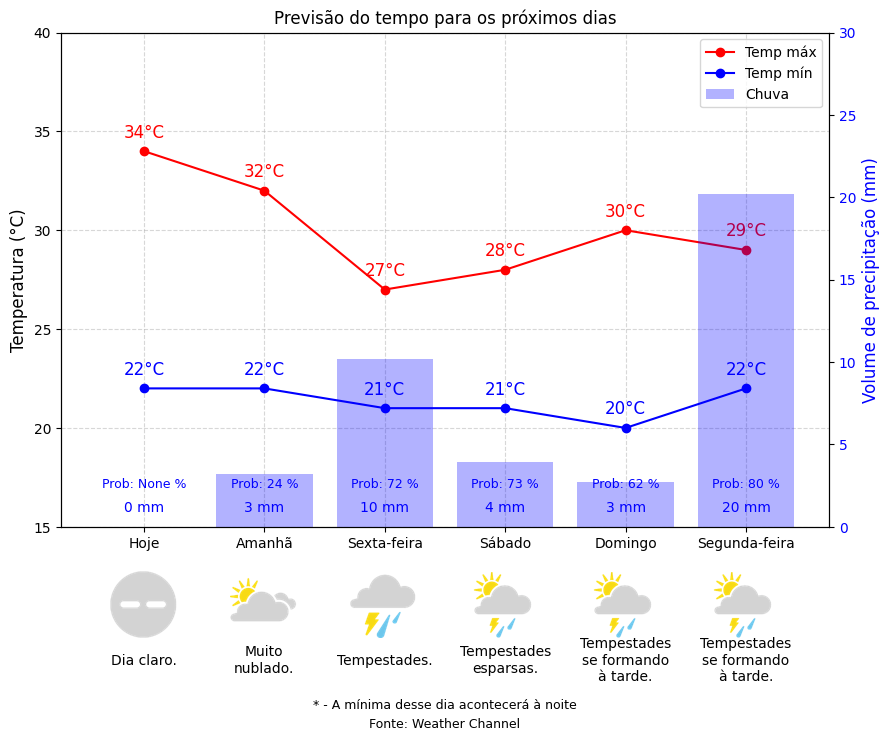 Previsão do tempo para os próximos dias
Temperatura (°C)
Volume de precipitação (mm)
40
35
30
25
20
15
30
25
20
15
10
5
0
Temp máx
Temp mín
Chuva
34°C
32°C
27°C
28°C
30°C
29°C
22°C
22°C
21°C
21°C
20°C
22°C
Prob: None %
Prob: 24 %
Prob: 72 %
Prob: 73 %
Prob: 62 %
Prob: 80 %
0 mm
3 mm
10 mm
4 mm
3 mm
20 mm
Hoje
Amanhã
Sexta-feira
Sábado
Domingo
Segunda-feira
Dia claro.
Muito
nublado.
Tempestades.
Tempestades
esparsas.
Tempestades
se formando
à tarde.
Tempestades
se formando
à tarde.
* - A mínima desse dia acontecerá à noite
Fonte: Weather Channel